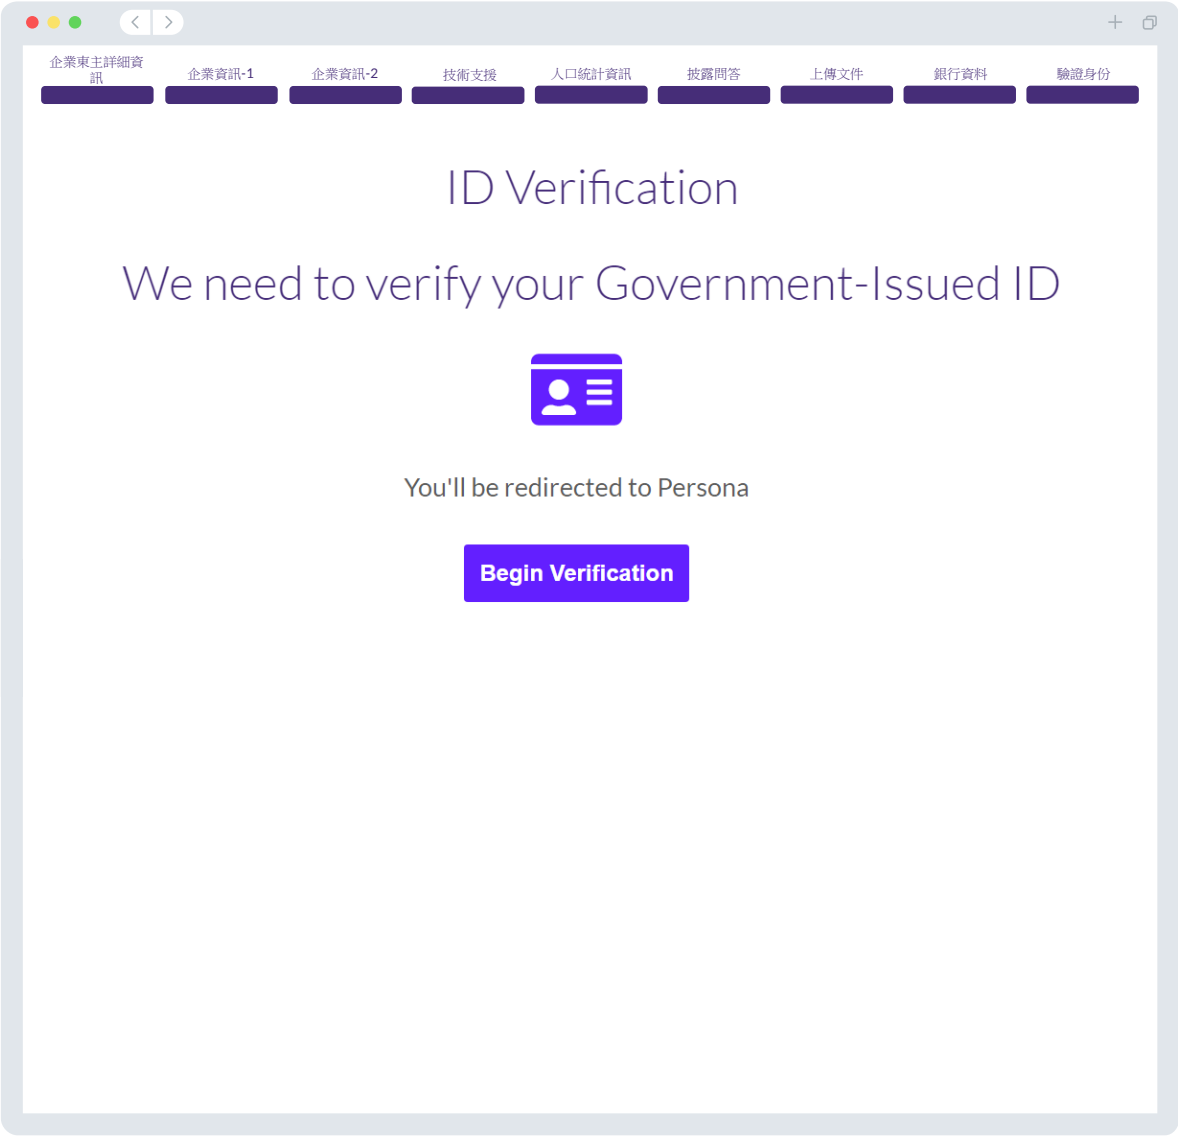 企業東主詳細資
訊
企業資訊-1
企業資訊-2
技術支援
人口統計資訊
披露問答
上傳文件
銀行資料
驗證身份
ID Verification
We need to verify your Government-Issued ID
You'll be redirected to Persona
Begin Verification